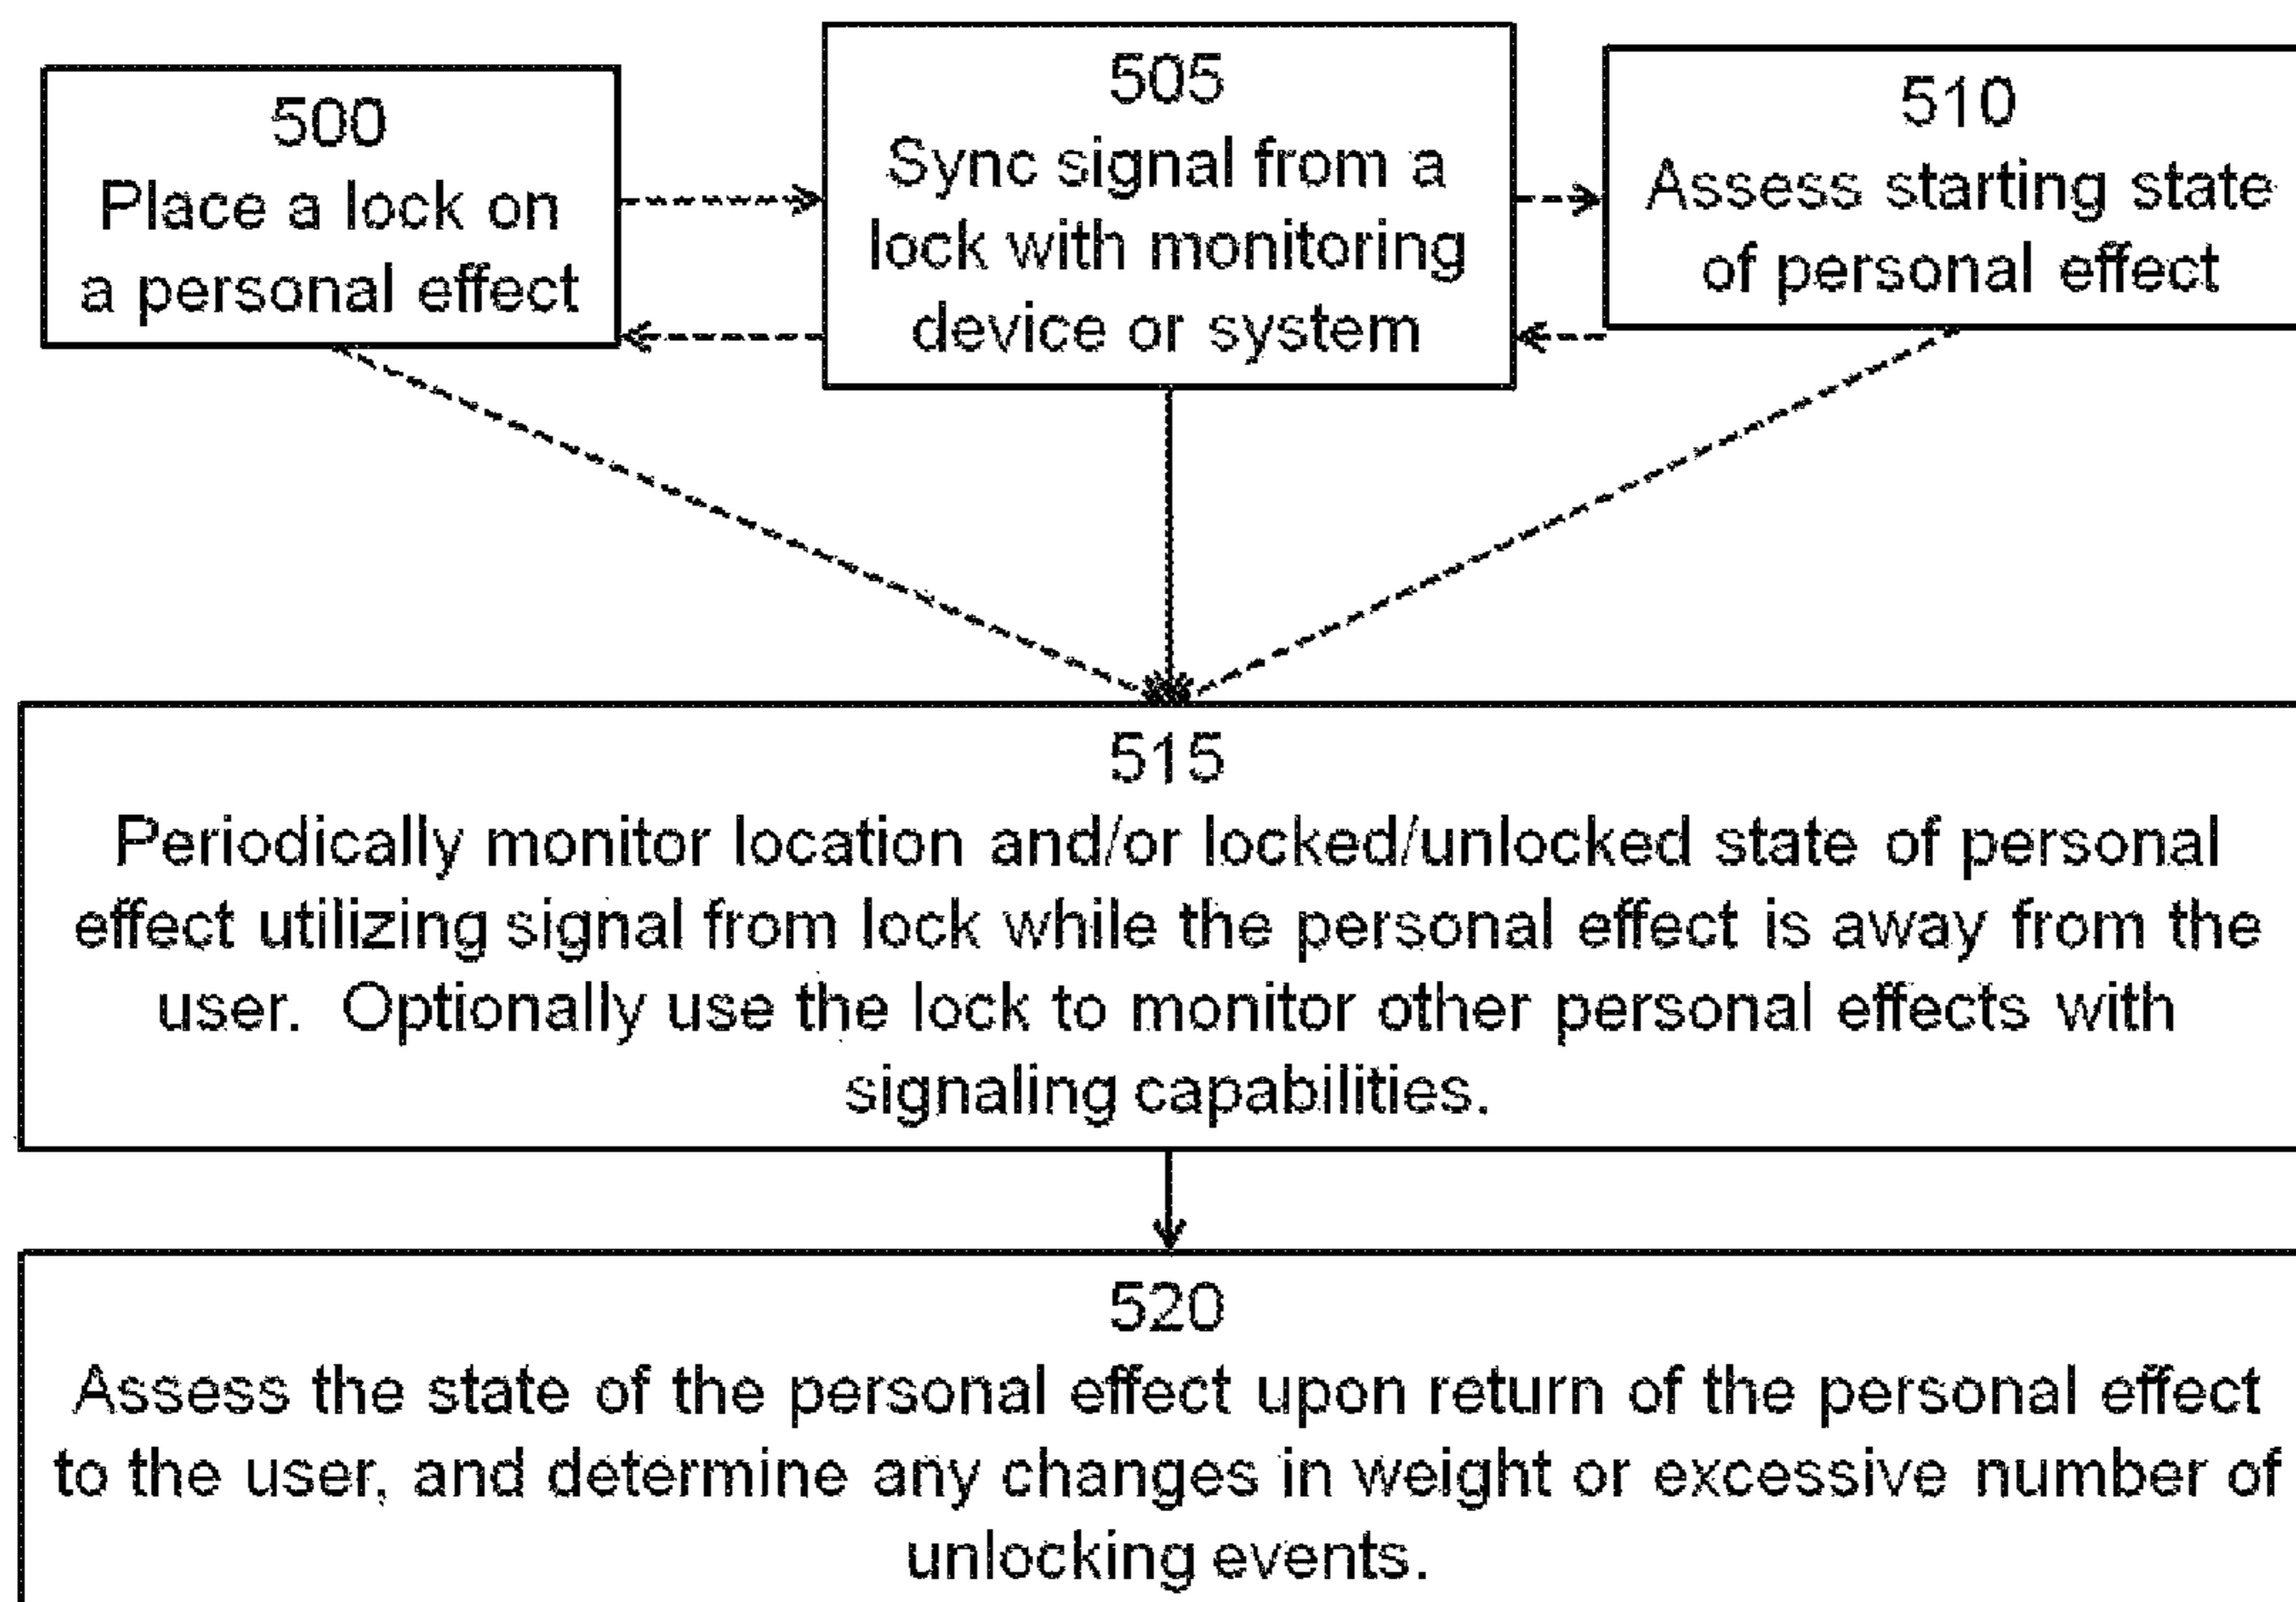 500
Place a lock on
a personal effect
505
Sync signal from a
lock with monitoring
device or system
510
Assess starting state
of personal effect
515
Periodically monitor location and/or locked/unlocked state of personal
effect utilizing signal from lock while the personal effect is away from the
user. Optionally use the lock to monitor other personal effects with
signaling capabilities.
520
Assess the state of the personal effect upon return of the personal effect
to the user, and determine any changes in weight or excessive number of
unlocking events.